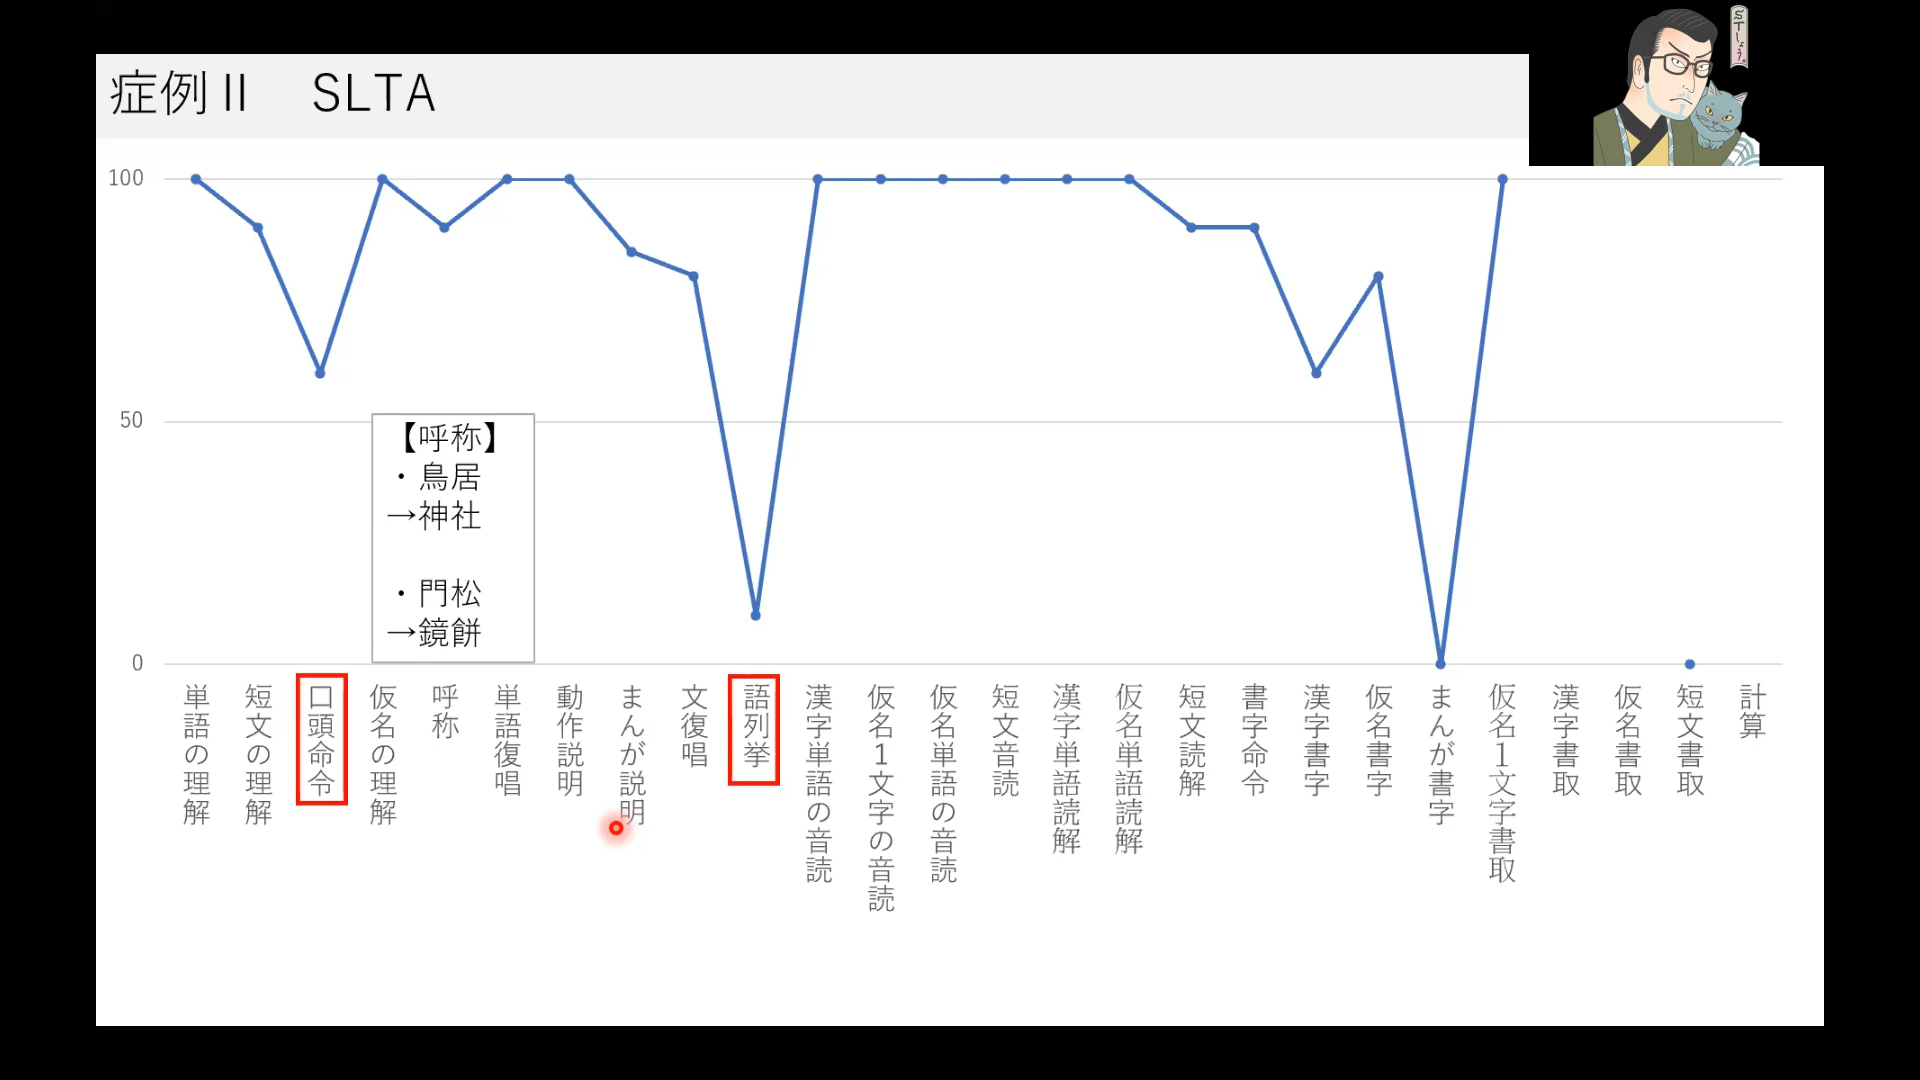 STしょう。
症例Ⅱ SLTA
100
50
0
【呼称】
・鳥居
→神社
・門松
→鏡餅
単語の理解
短文の理解
口頭命令
仮名の理解
呼称
単語復唱
動作説明
まんが説明
文復唱
語列挙
漢字単語の音読
仮名1文字の音読
仮名単語の音読
短文音読
漢字単語読解
仮名単語読解
短文読解
書字命令
漢字書字
仮名書字
まんが書字
仮名1文字書取
漢字書取
仮名書取
短文書取
計算